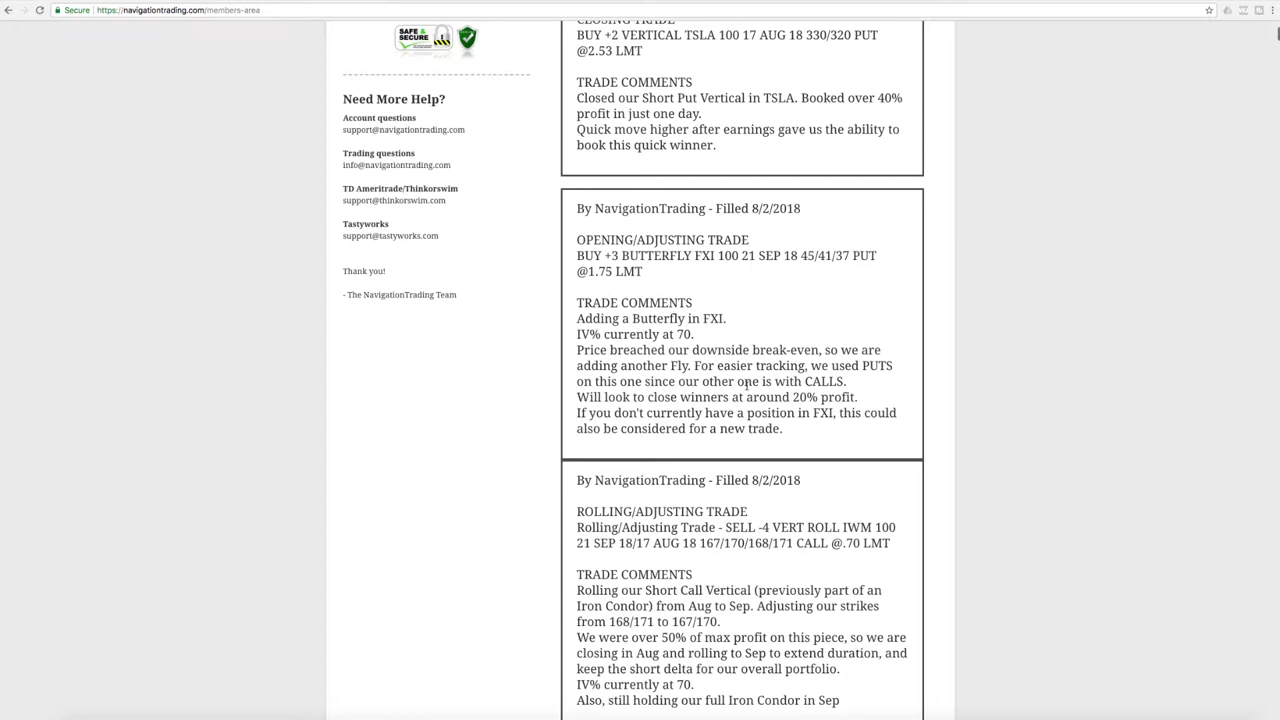 Secure
https://navigationtrading.com/members-area
SAFE &
SECURE
Need More Help?
Account questions
support@navigationtrading.com
Trading questions
info@navigationtrading.com
TD Ameritrade/Thinkorswim
support@thinkorswim.com
Tastyworks
support@tastyworks.com
Thank you!
- The NavigationTrading Team
CLOSING TRADE
BUY +2 VERTICAL TSLA 100 17 AUG 18 330/320 PUT
@2.53 LMT
TRADE COMMENTS
Closed our Short Put Vertical in TSLA. Booked over 40%
profit in just one day.
Quick move higher after earnings gave us the ability to
book this quick winner.
By NavigationTrading - Filled 8/2/2018
OPENING/ADJUSTING TRADE
BUY +3 BUTTERFLY FXI 100 21 SEP 18 45/41/37 PUT
@1.75 LMT
TRADE COMMENTS
Adding a Butterfly in FXI.
IV% currently at 70.
Price breached our downside break-even, so we are
adding another Fly. For easier tracking, we used PUTS
on this one since our other one is with CALLS.
Will look to close winners at around 20% profit.
If you don't currently have a position in FXI, this could
also be considered for a new trade.
By NavigationTrading - Filled 8/2/2018
ROLLING/ADJUSTING TRADE
Rolling/Adjusting Trade - SELL -4 VERT ROLL IWM 100
21 SEP 18/17 AUG 18 167/170/168/171 CALL @.70 LMT
TRADE COMMENTS
Rolling our Short Call Vertical (previously part of an
Iron Condor) from Aug to Sep. Adjusting our strikes
from 168/171 to 167/170.
We were over 50% of max profit on this piece, so we are
closing in Aug and rolling to Sep to extend duration, and
keep the short delta for our overall portfolio.
IV% currently at 70.
Also, still holding our full Iron Condor in Sep